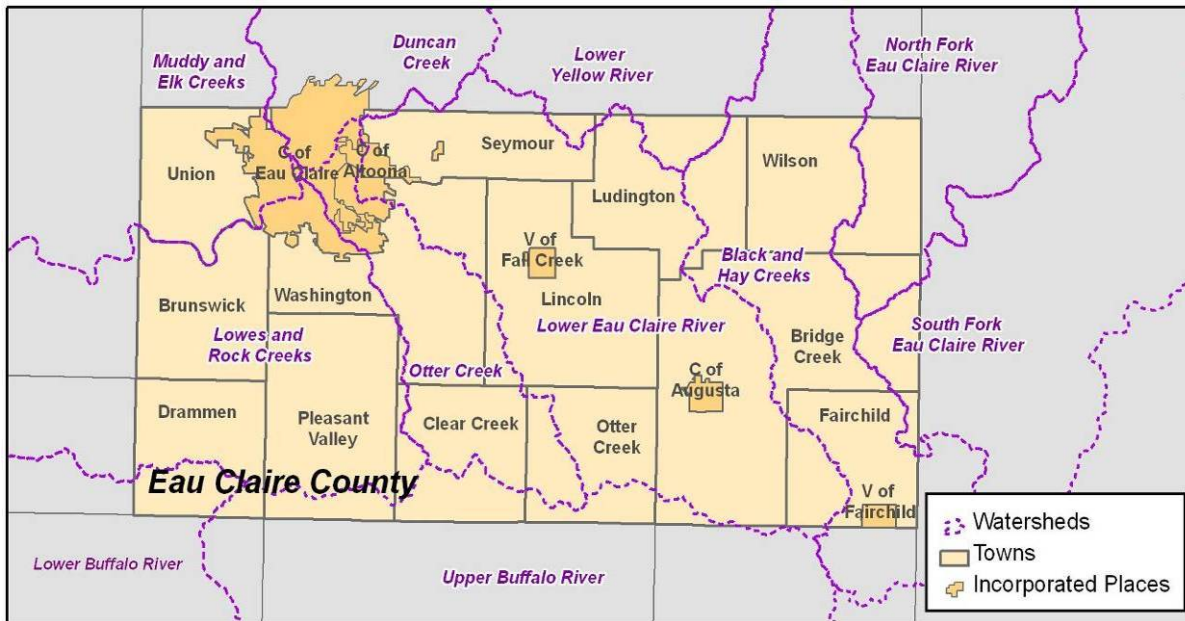 Muddy and
Elk Creeks
Duncan
Creek
Lower
Yellow River
North Fork
Eau Claire River
Union
C of
Eau Claire
C of
Altoona
Seymour
Wilson
Ludington
V of
Fall Creek
Black and
Hay Creeks
Brunswick
Washington
Lincoln
Lowes and
Rock Creeks
Lower Eau Claire River
Bridge
Creek
South Fork
Eau Claire River
Otter Creek
C of
Augusta
Drammen
Pleasant
Valley
Clear Creek
Otter
Creek
Fairchild
Eau Claire County
V of
Fairchild
Lower Buffalo River
Upper Buffalo River
Watersheds
Towns
Incorporated Places